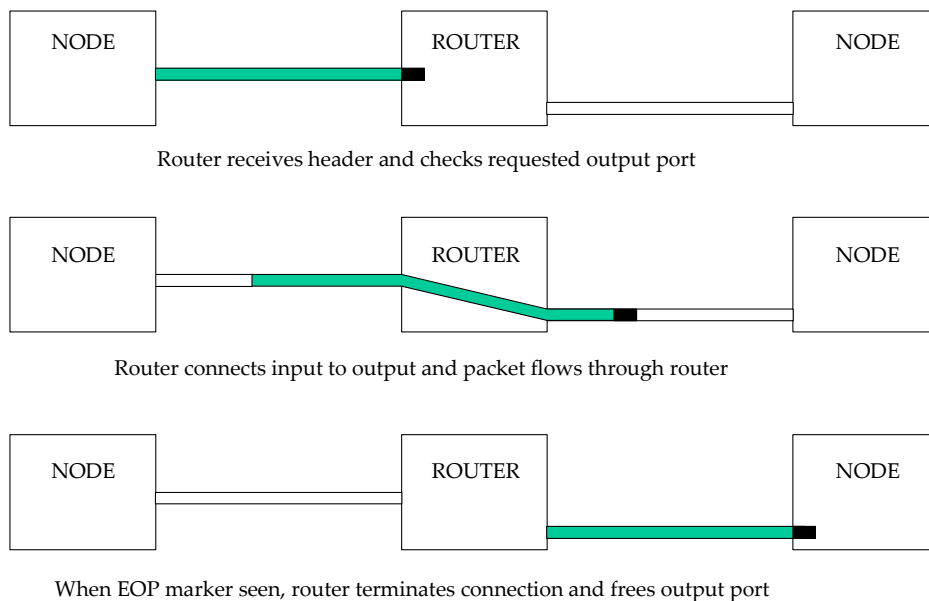 NODE ROUTER NODE
Router receives header and checks requested output port
NODE ROUTER NODE
Router connects input to output and packet flows through router
NODE ROUTER NODE
When EOP marker seen, router terminates connection and frees output port